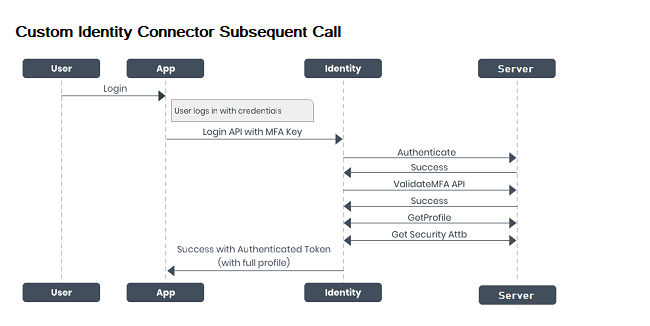 Custom Identity Connector Subsequent Call
User App Identity Server
Login
User logs in with credentials
Login API with MFA Key
Authenticate
Success
ValidateMFA API
Success
GetProfile
Get Security Attb
Success with Authenticated Token
(with full profile)
User App Identity Server